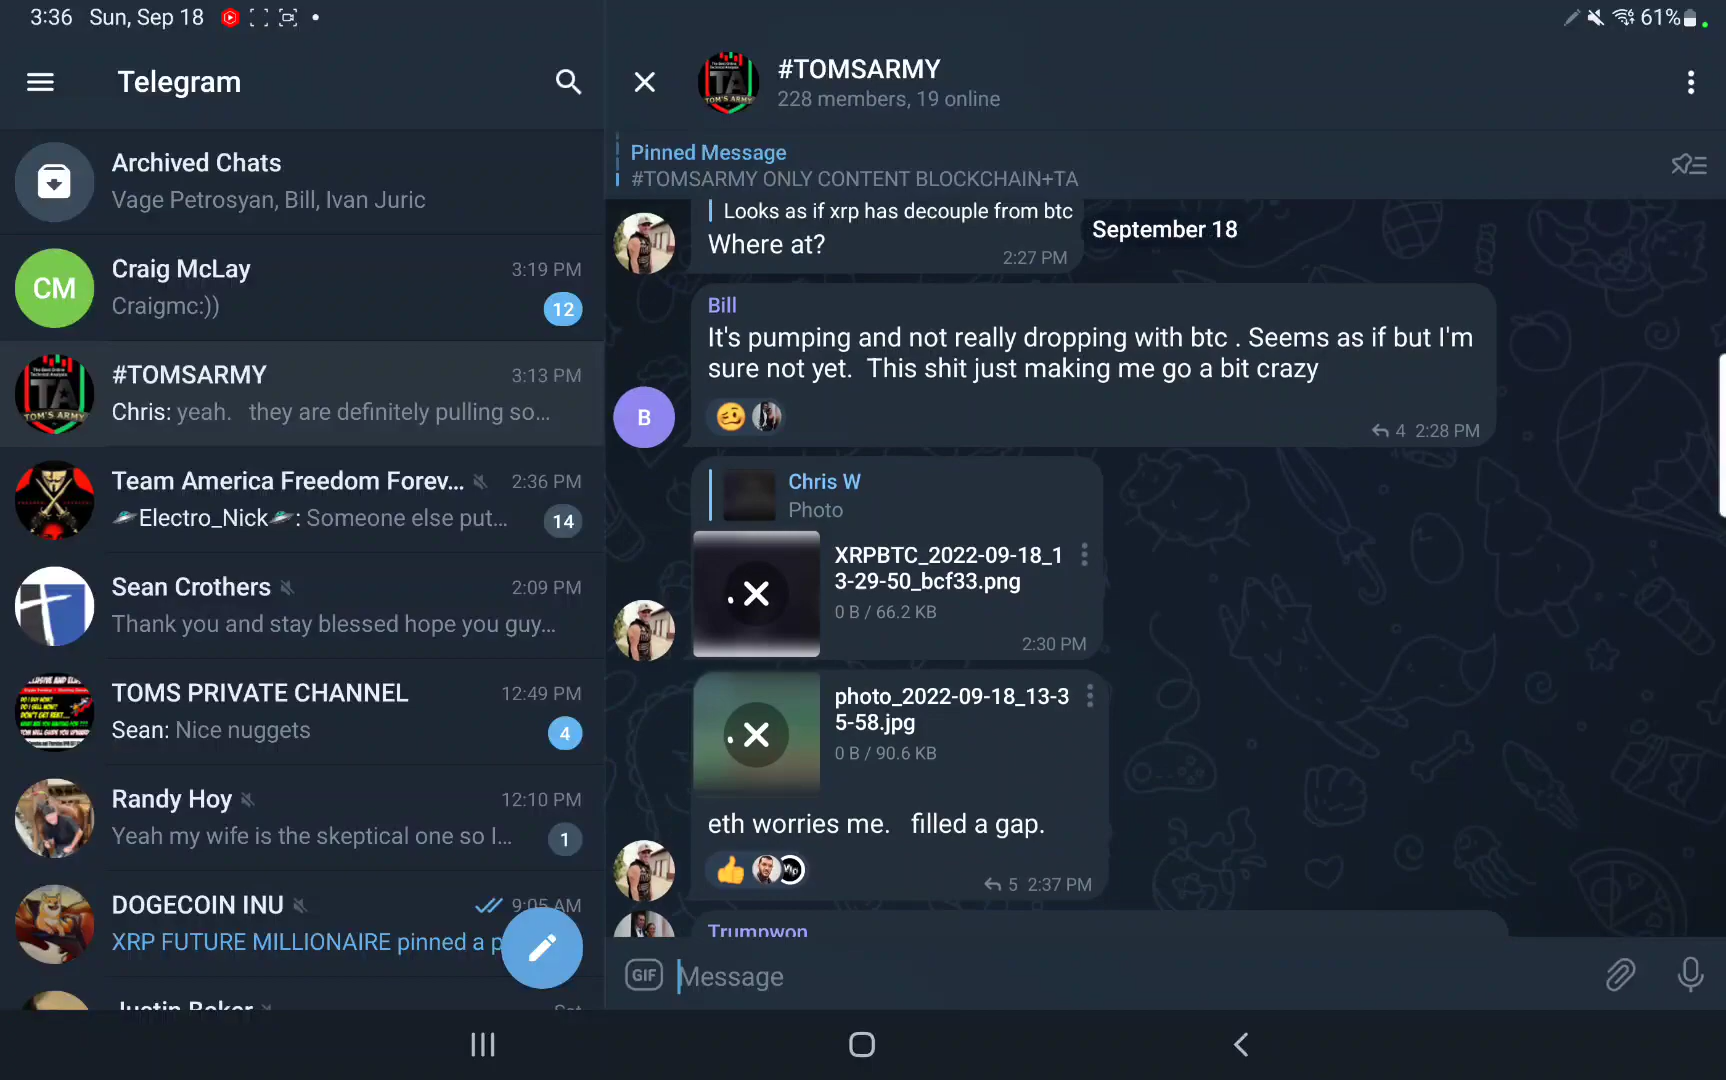 3:36 Sun, Sep 18
61%
Telegram
Archived Chats
Vage Petrosyan, Bill, Ivan Juric
CM
Craig McLay
3:19 PM
Craigmc:))
12
#TOMSARMY
3:13 PM
Chris: yeah. they are definitely pulling so...
Team America Freedom Forev...
2:36 PM
🛸Electro_Nick🛸: Someone else put...
14
Sean Crothers
2:09 PM
Thank you and stay blessed hope you guy...
TOMS PRIVATE CHANNEL
12:49 PM
Sean: Nice nuggets
4
Randy Hoy
12:10 PM
Yeah my wife is the skeptical one so I...
1
DOGECOIN INU
9:05 AM
XRP FUTURE MILLIONAIRE pinned a p
Justin Baker
Sat
TA
TOM'S ARMY
#TOMSARMY
228 members, 19 online
Pinned Message
#TOMSARMY ONLY CONTENT BLOCKCHAIN+TA
Looks as if xrp has decouple from btc
Where at?
2:27 PM
September 18
Bill
It's pumping and not really dropping with btc . Seems as if but I'm
sure not yet. This shit just making me go a bit crazy
B
4 2:28 PM
Chris W
Photo
XRPBTC_2022-09-18_1
3-29-50_bcf33.png
0 B / 66.2 KB
2:30 PM
photo_2022-09-18_13-3
5-58.jpg
0 B / 90.6 KB
eth worries me. filled a gap.
5 2:37 PM
Trumpwon
GIF
Message